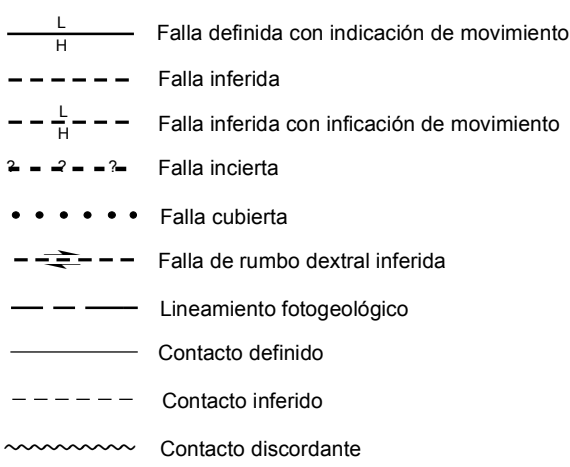 L
H
Falla definida con indicación de movimiento
Falla inferida
L
H
Falla inferida con inficación de movimiento
? ? ?
Falla incierta
Falla cubierta
Falla de rumbo dextral inferida
Lineamiento fotogeológico
Contacto definido
Contacto inferido
Contacto discordante